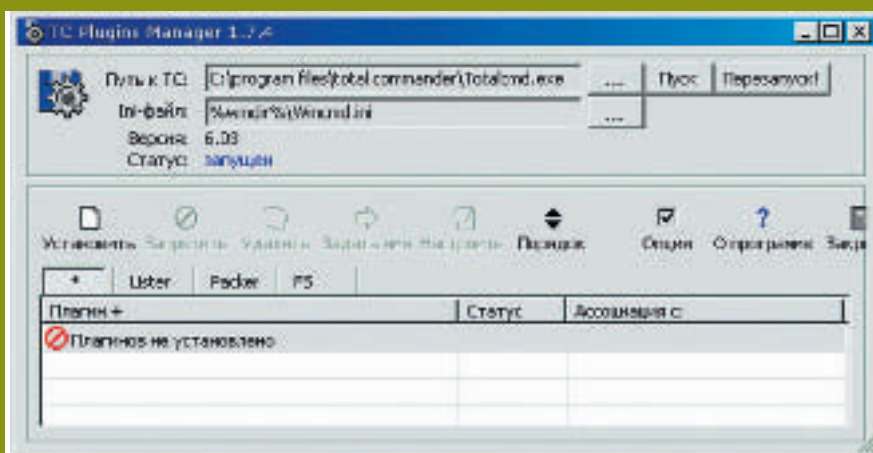 TC Plugins Manager 1.2.4
Путь к TC: C:\program files\total commander\Totalcmd.exe ... Пуск Перезапуск!
Ini-файл: %windir%\Wincmd.ini ...
Версия: 6.03
Статус: запущен
Установить Запретить Удалить Задать имя Настроить Порядок Опции О программе Закры
* Lister Packer FS
Плагин + Статус Ассоциация с:
Плагинов не установлено